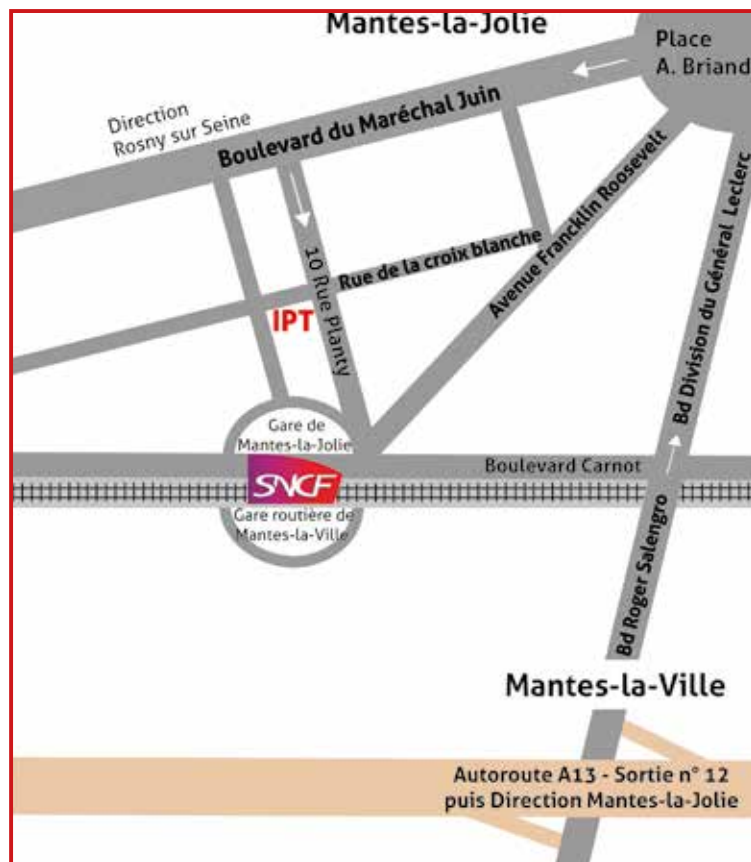 Mantes-la-Jolie
Place
A. Briand
Direction
Rosny sur Seine
Boulevard du Maréchal Juin
10 Rue Planty
Rue de la croix blanche
Avenue Francklin Roosevelt
Bd Division du Général Leclerc
IPT
Gare de
Mantes-la-Jolie
Boulevard Carnot
SNCF
Gare routière de
Mantes-la-Ville
Bd Roger Salengro
Mantes-la-Ville
Autoroute A13 - Sortie n° 12
puis Direction Mantes-la-Jolie